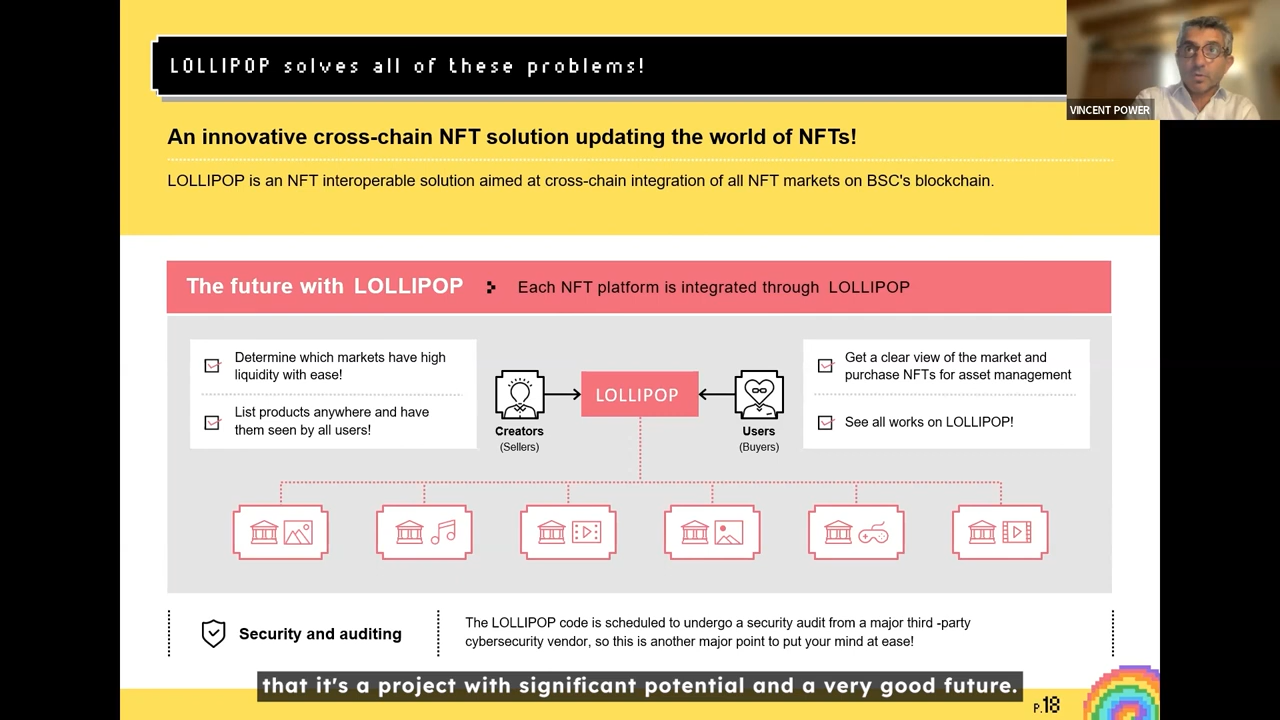 LOLLIPOP solves all of these problems!
VINCENT POWER
An innovative cross-chain NFT solution updating the world of NFTs!
LOLLIPOP is an NFT interoperable solution aimed at cross-chain integration of all NFT markets on BSC's blockchain.
The future with LOLLIPOP Each NFT platform is integrated through LOLLIPOP
Determine which markets have high
liquidity with ease!
List products anywhere and have
them seen by all users!
Creators
(Sellers)
LOLLIPOP
Users
(Buyers)
Get a clear view of the market and
purchase NFTs for asset management
See all works on LOLLIPOP!
Security and auditing
The LOLLIPOP code is scheduled to undergo a security audit from a major third -party
cybersecurity vendor, so this is another major point to put your mind at ease!
that it's a project with significant potential and a very good future.
P.18